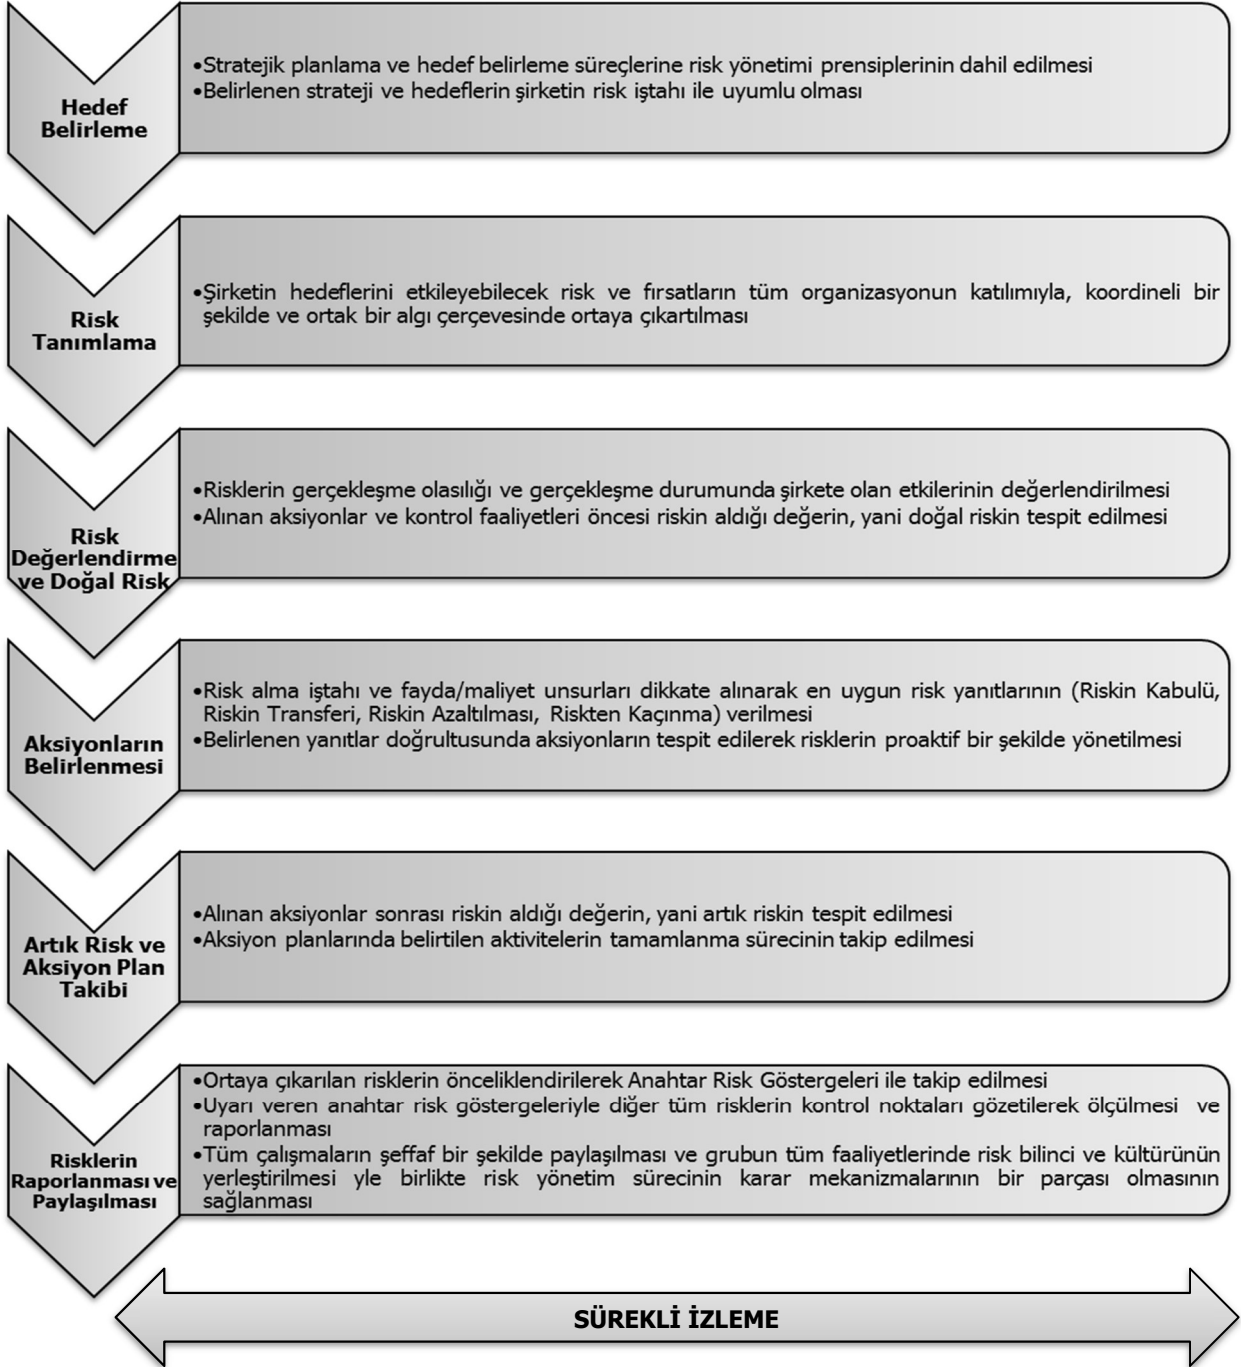 Hedef
Belirleme
•Stratejik planlama ve hedef belirleme süreçlerine risk yönetimi prensiplerinin dahil edilmesi
•Belirlenen strateji ve hedeflerin şirketin risk iştahı ile uyumlu olması
Risk
Tanımlama
•Şirketin hedeflerini etkileyebilecek risk ve fırsatların tüm organizasyonun katılımıyla, koordineli bir
şekilde ve ortak bir algı çerçevesinde ortaya çıkartılması
Risk
Değerlendirme
ve Doğal Risk
•Risklerin gerçekleşme olasılığı ve gerçekleşme durumunda şirkete olan etkilerinin değerlendirilmesi
•Alınan aksiyonlar ve kontrol faaliyetleri öncesi riskin aldığı değerin, yani doğal riskin tespit edilmesi
Aksiyonların
Belirlenmesi
•Risk alma iştahı ve fayda/maliyet unsurları dikkate alınarak en uygun risk yanıtlarının (Riskin Kabulü,
Riskin Transferi, Riskin Azaltılması, Riskten Kaçınma) verilmesi
•Belirlenen yanıtlar doğrultusunda aksiyonların tespit edilerek risklerin proaktif bir şekilde yönetilmesi
Artık Risk ve
Aksiyon Plan
Takibi
•Alınan aksiyonlar sonrası riskin aldığı değerin, yani artık riskin tespit edilmesi
•Aksiyon planlarında belirtilen aktivitelerin tamamlanma sürecinin takip edilmesi
Risklerin
Raporlanması ve
Paylaşılması
•Ortaya çıkarılan risklerin önceliklendirilerek Anahtar Risk Göstergeleri ile takip edilmesi
•Uyarı veren anahtar risk göstergeleriyle diğer tüm risklerin kontrol noktaları gözetilerek ölçülmesi ve
raporlanması
•Tüm çalışmaların şeffaf bir şekilde paylaşılması ve grubun tüm faaliyetlerinde risk bilinci ve kültürünün
yerleştirilmesi yle birlikte risk yönetim sürecinin karar mekanizmalarının bir parçası olmasının
sağlanması
SÜREKLİ İZLEME